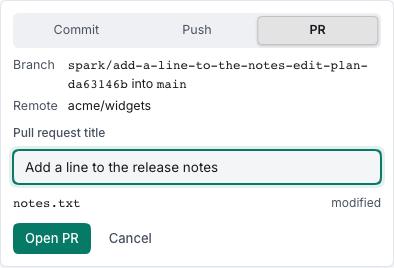 Commit Push PR
Branch spark/add-a-line-to-the-notes-edit-plan-
da63146b into main
Remote acme/widgets
Pull request title
Add a line to the release notes
notes.txt modified
Open PR Cancel